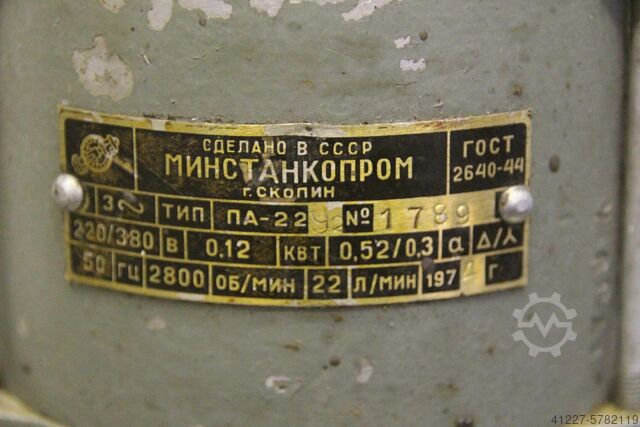 СДЕЛАНО В СССР
МИНСТАНКОПРОМ
Г. СКОПИН
ГОСТ
2640-44
3~ ТИП ПА-22 № 1789
220/380 В 0,12 КВТ 0,52/0,3 а Δ/⅄
50 ГЦ 2800 ОБ/МИН 22 Л/МИН 197 г.
41227-5782119